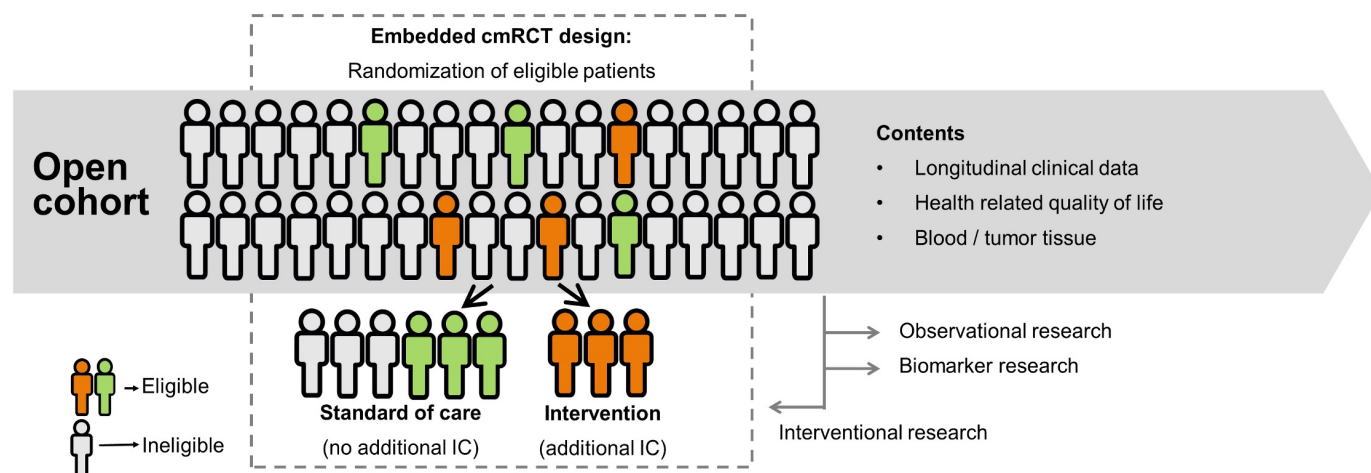 Embedded cmRCT design:
Randomization of eligible patients
Open
cohort
Contents
• Longitudinal clinical data
• Health related quality of life
• Blood / tumor tissue
Standard of care
(no additional IC)
Intervention
(additional IC)
Eligible
Ineligible
Observational research
Biomarker research
Interventional research